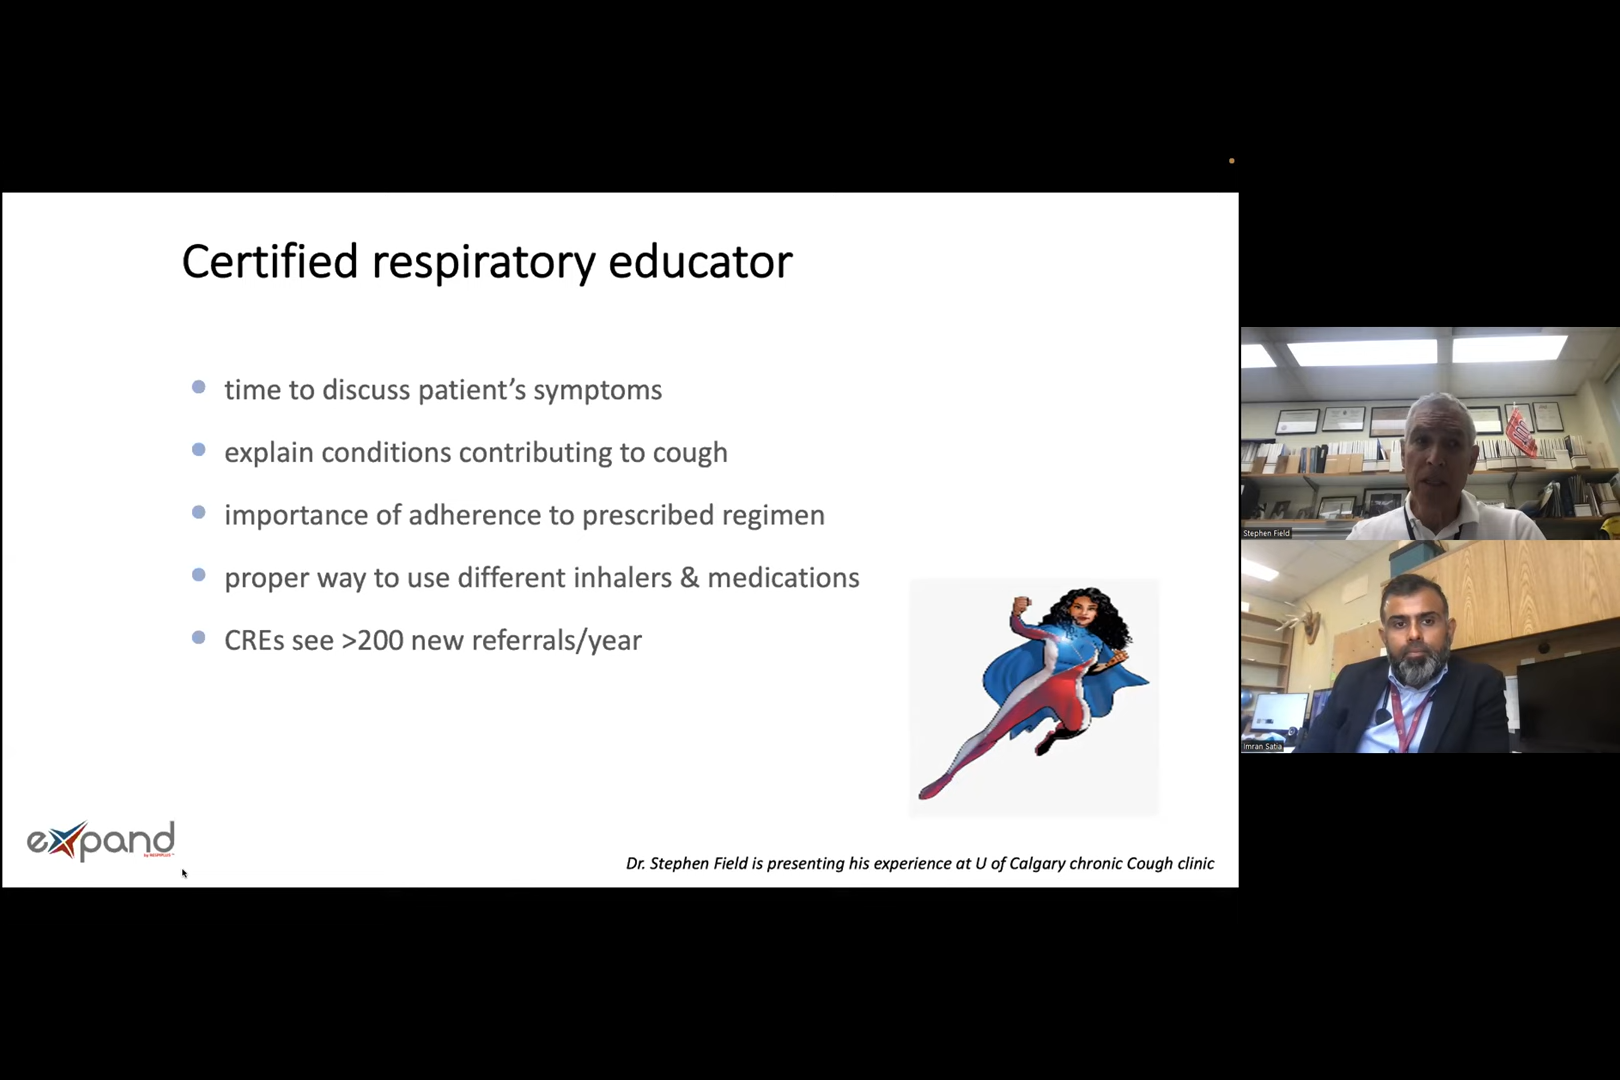 Certified respiratory educator
time to discuss patient’s symptoms
explain conditions contributing to cough
importance of adherence to prescribed regimen
proper way to use different inhalers & medications
CREs see >200 new referrals/year
expand
Dr. Stephen Field is presenting his experience at U of Calgary chronic Cough clinic
Stephen Field
Imran Satia